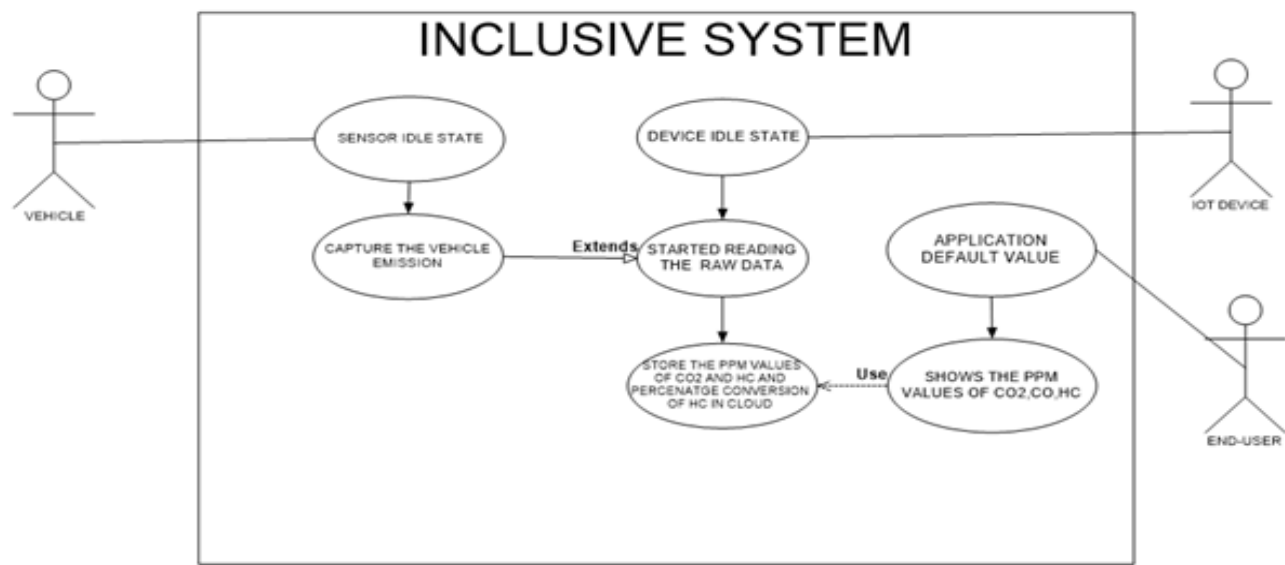 INCLUSIVE SYSTEM
SENSOR IDLE STATE
DEVICE IDLE STATE
VEHICLE
IOT DEVICE
CAPTURE THE VEHICLE
EMISSION
Extends
STARTED READING
THE RAW DATA
APPLICATION
DEFAULT VALUE
STORE THE PPM VALUES
OF CO2 AND HC AND
PERCENATGE CONVERSION
OF HC IN CLOUD
Use
SHOWS THE PPM
VALUES OF CO2,CO,HC
END-USER